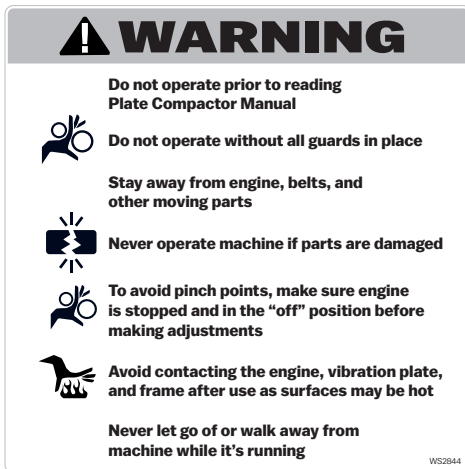 WARNING
Do not operate prior to reading
Plate Compactor Manual
Do not operate without all guards in place
Stay away from engine, belts, and
other moving parts
Never operate machine if parts are damaged
To avoid pinch points, make sure engine
is stopped and in the “off” position before
making adjustments
Avoid contacting the engine, vibration plate,
and frame after use as surfaces may be hot
Never let go of or walk away from
machine while it’s running
WS2844